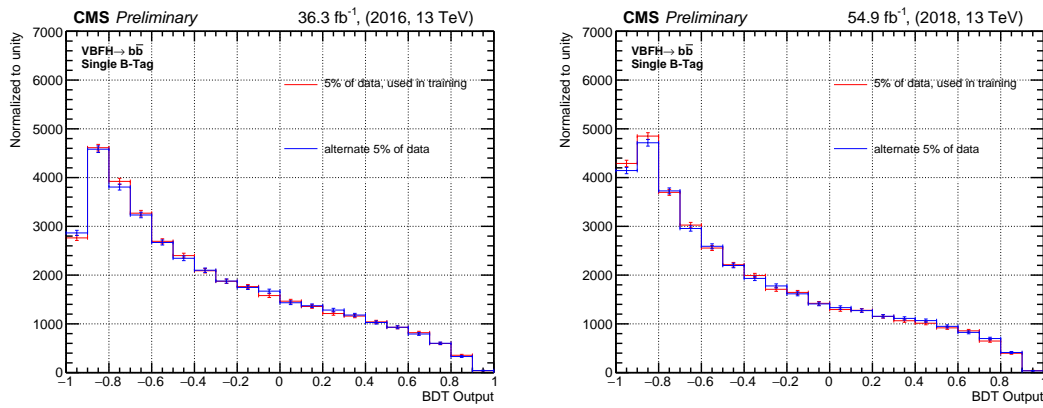 CMS Preliminary 36.3 fb⁻¹, (2016, 13 TeV)
Normalized to unity
7000
6000
5000
4000
3000
2000
1000
0
VBFH→ bb̅
Single B-Tag
5% of data, used in training
alternate 5% of data
−1 −0.8 −0.6 −0.4 −0.2 0 0.2 0.4 0.6 0.8 1
BDT Output
CMS Preliminary 54.9 fb⁻¹, (2018, 13 TeV)
Normalized to unity
7000
6000
5000
4000
3000
2000
1000
0
VBFH→ bb̅
Single B-Tag
5% of data, used in training
alternate 5% of data
−1 −0.8 −0.6 −0.4 −0.2 0 0.2 0.4 0.6 0.8 1
BDT Output